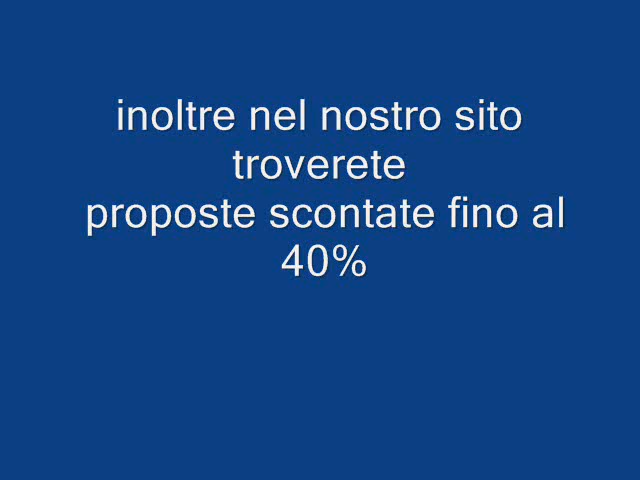 inoltre nel nostro sito
troverete
proposte scontate fino al
40%